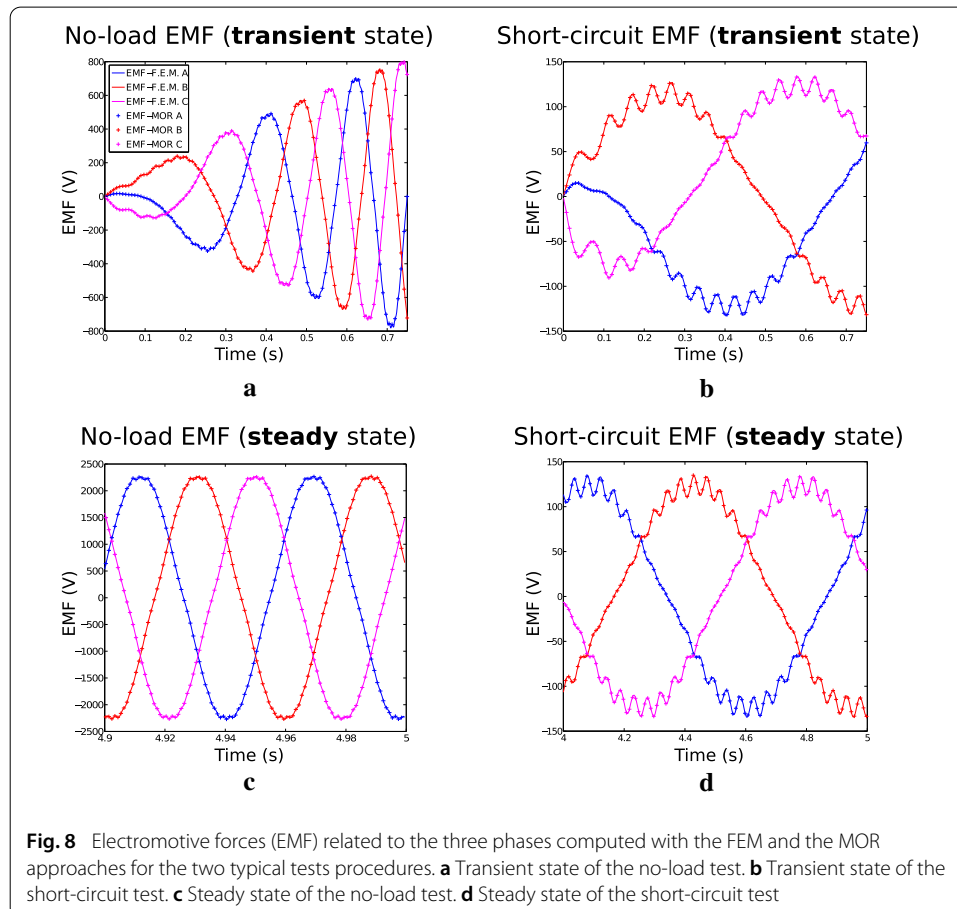 No-load EMF (transient state)
800
600
400
200
0
−200
−400
−600
−800
EMF (V)
EMF−F.E.M. A
EMF−F.E.M. B
EMF−F.E.M. C
EMF−MOR A
EMF−MOR B
EMF−MOR C
0 0.1 0.2 0.3 0.4 0.5 0.6 0.7
Time (s)
a
Short-circuit EMF (transient state)
150
100
50
0
−50
−100
−150
EMF (V)
0 0.1 0.2 0.3 0.4 0.5 0.6 0.7
Time (s)
b
No-load EMF (steady state)
2500
2000
1500
1000
500
0
−500
−1000
−1500
−2000
−2500
EMF (V)
4.9 4.92 4.94 4.96 4.98 5
Time (s)
c
Short-circuit EMF (steady state)
150
100
50
0
−50
−100
−150
EMF (V)
4 4.2 4.4 4.6 4.8 5
Time (s)
d
Fig. 8 Electromotive forces (EMF) related to the three phases computed with the FEM and the MOR
approaches for the two typical tests procedures. a Transient state of the no-load test. b Transient state of the
short-circuit test. c Steady state of the no-load test. d Steady state of the short-circuit test